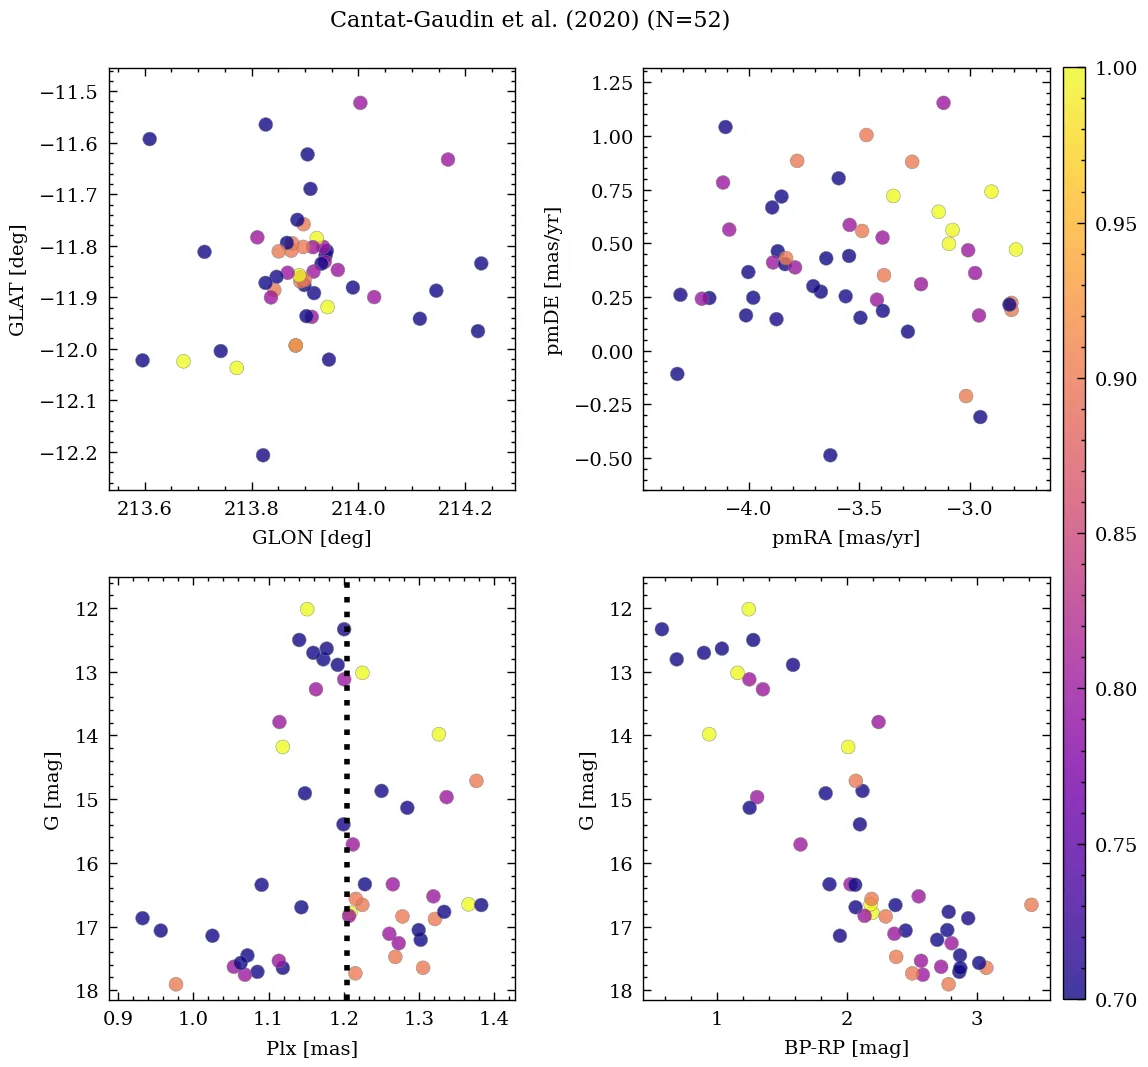 Cantat-Gaudin et al. (2020) (N=52)
−11.5
−11.6
−11.7
−11.8
−11.9
−12.0
−12.1
−12.2
GLAT [deg]
213.6 213.8 214.0 214.2
GLON [deg]
1.25
1.00
0.75
0.50
0.25
0.00
−0.25
−0.50
pmDE [mas/yr]
−4.0 −3.5 −3.0
pmRA [mas/yr]
12
13
14
15
16
17
18
G [mag]
0.9 1.0 1.1 1.2 1.3 1.4
Plx [mas]
12
13
14
15
16
17
18
G [mag]
1 2 3
BP-RP [mag]
1.00
0.95
0.90
0.85
0.80
0.75
0.70